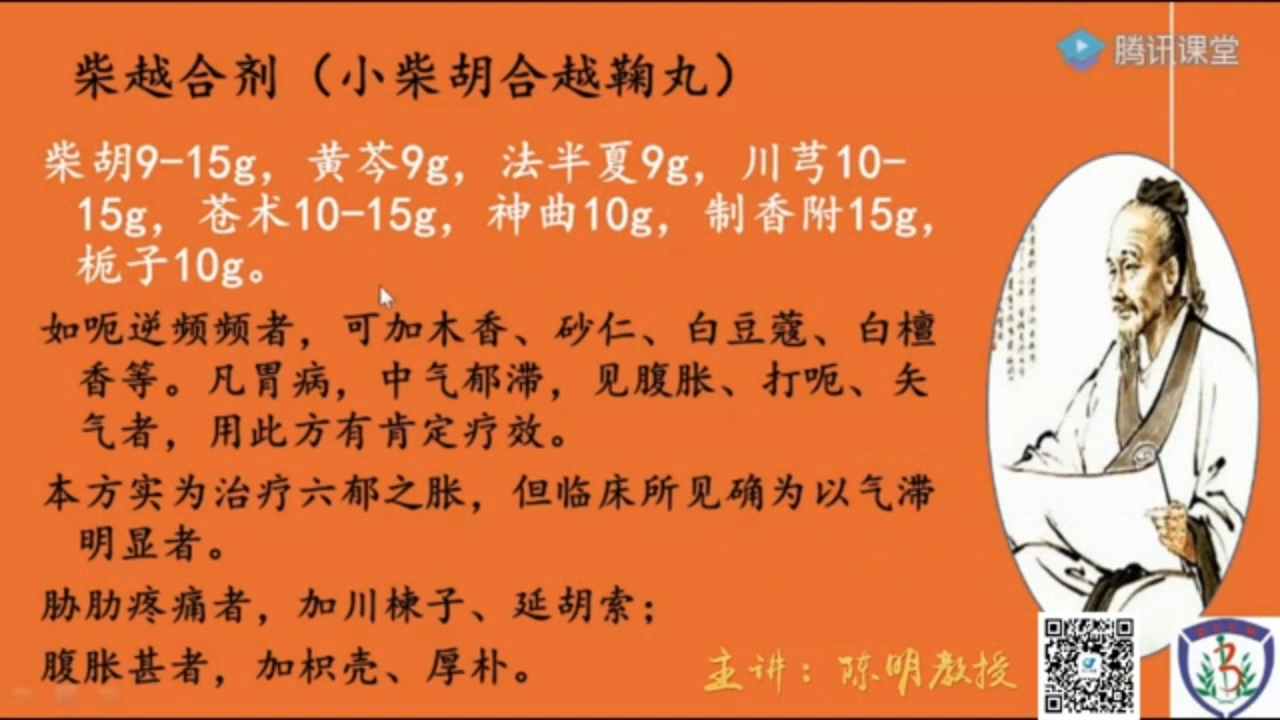 腾讯课堂
柴越合剂（小柴胡合越鞠丸）
柴胡9-15g，黄芩9g，法半夏9g，川芎10-
15g，苍术10-15g，神曲10g，制香附15g，
栀子10g。
如呃逆频频者，可加木香、砂仁、白豆蔻、白檀
香等。凡胃病，中气郁滞，见腹胀、打呃、矢
气者，用此方有肯定疗效。
本方实为治疗六郁之胀，但临床所见确为以气滞
明显者。
胁肋疼痛者，加川楝子、延胡索；
腹胀甚者，加枳壳、厚朴。
主讲：陈明教授